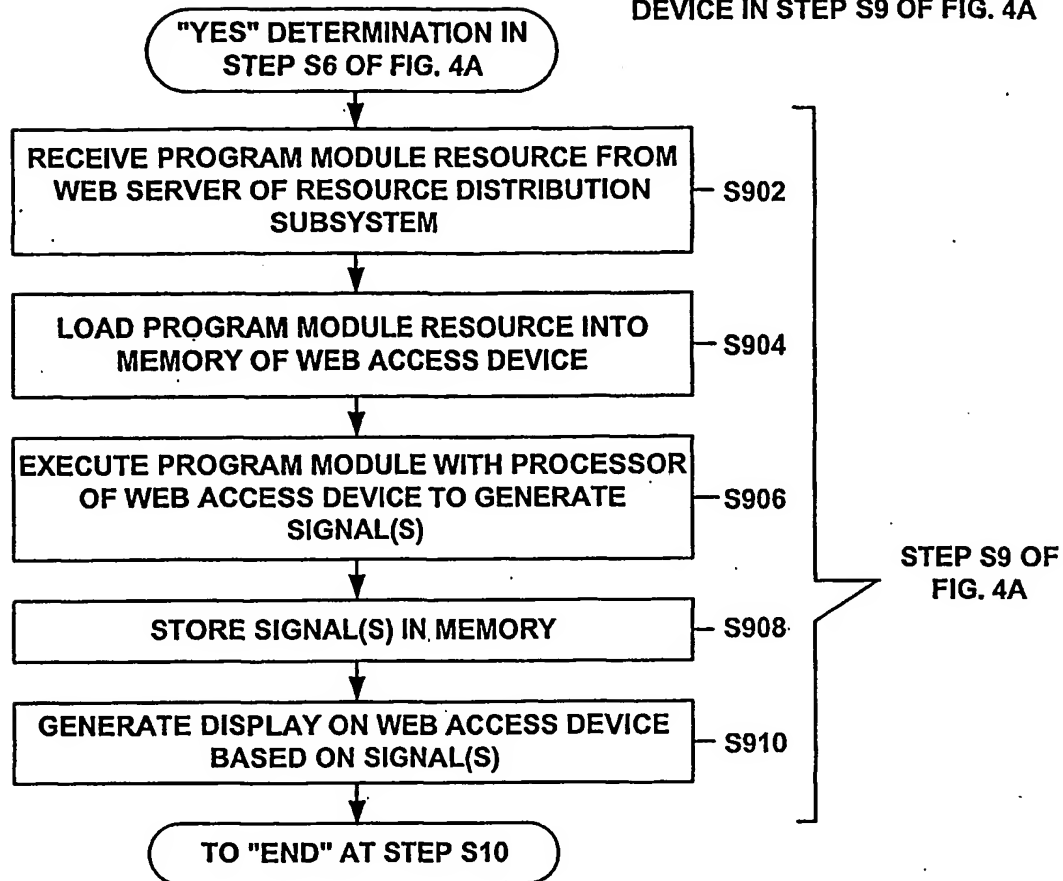 DEVICE IN STEP S9 OF FIG. 4A
"YES" DETERMINATION IN
STEP S6 OF FIG. 4A
RECEIVE PROGRAM MODULE RESOURCE FROM
WEB SERVER OF RESOURCE DISTRIBUTION
SUBSYSTEM
S902
LOAD PROGRAM MODULE RESOURCE INTO
MEMORY OF WEB ACCESS DEVICE
S904
EXECUTE PROGRAM MODULE WITH PROCESSOR
OF WEB ACCESS DEVICE TO GENERATE
SIGNAL(S)
S906
STEP S9 OF
FIG. 4A
STORE SIGNAL(S) IN MEMORY
S908
GENERATE DISPLAY ON WEB ACCESS DEVICE
BASED ON SIGNAL(S)
S910
TO "END" AT STEP S10